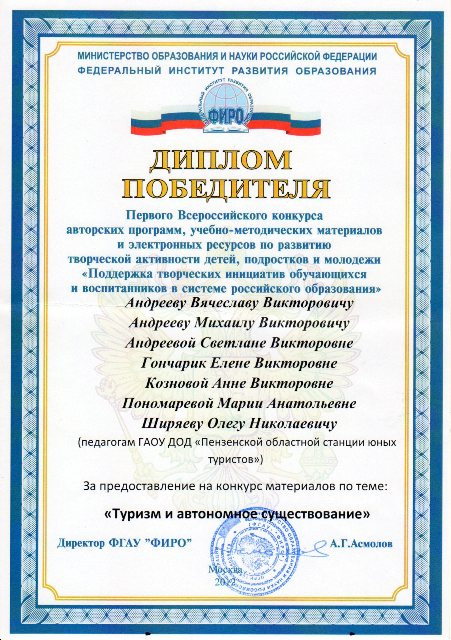 МИНИСТЕРСТВО ОБРАЗОВАНИЯ И НАУКИ РОССИЙСКОЙ ФЕДЕРАЦИИ
ФЕДЕРАЛЬНЫЙ ИНСТИТУТ РАЗВИТИЯ ОБРАЗОВАНИЯ
ФИРО
ДИПЛОМ
ПОБЕДИТЕЛЯ
Первого Всероссийского конкурса
авторских программ, учебно-методических материалов
и электронных ресурсов по развитию
творческой активности детей, подростков и молодежи
«Поддержка творческих инициатив обучающихся
и воспитанников в системе российского образования»
Андрееву Вячеславу Викторовичу
Андрееву Михаилу Викторовичу
Андреевой Светлане Викторовне
Гончарик Елене Викторовне
Козновой Анне Викторовне
Пономаревой Марии Анатольевне
Ширяеву Олегу Николаевичу
(педагогам ГАОУ ДОД «Пензенской областной станции юных
туристов»)
За предоставление на конкурс материалов по теме:
«Туризм и автономное существование»
Директор ФГАУ "ФИРО" А.Г.Асмолов
Москва
2012